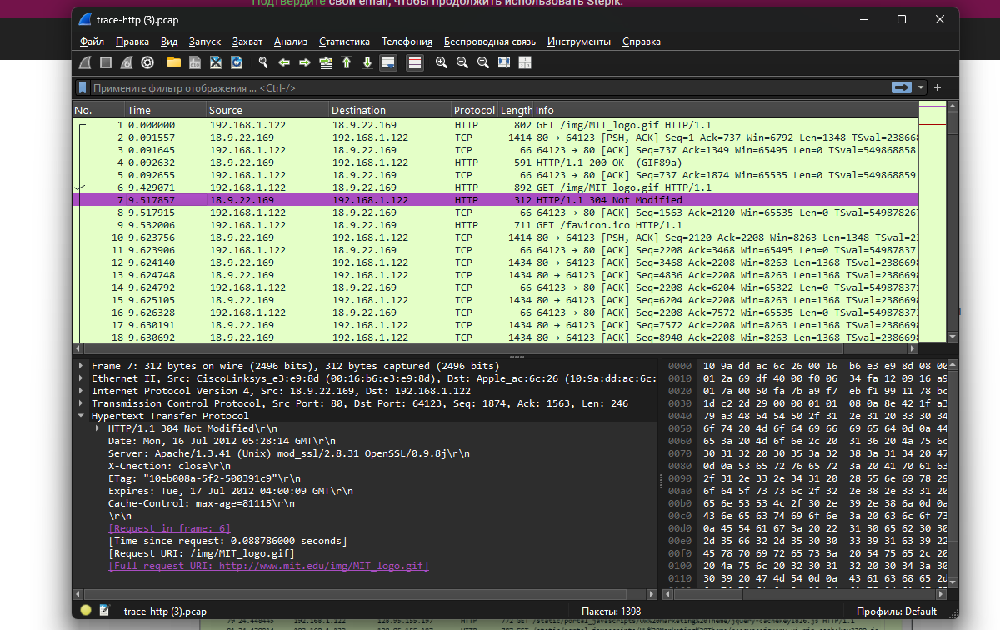 Подтвердите свой email, чтобы продолжить использовать Stepik.
trace-http (3).pcap
Файл Правка Вид Запуск Захват Анализ Статистика Телефония Беспроводная связь Инструменты Справка
Примените фильтр отображения ... <Ctrl-/>
No. Time Source Destination Protocol Length Info
1 0.000000 192.168.1.122 18.9.22.169 HTTP 802 GET /img/MIT_logo.gif HTTP/1.1
2 0.091557 18.9.22.169 192.168.1.122 TCP 1414 80 → 64123 [PSH, ACK] Seq=1 Ack=737 Win=6792 Len=1348 TSval=238668
3 0.091645 192.168.1.122 18.9.22.169 TCP 66 64123 → 80 [ACK] Seq=737 Ack=1349 Win=65495 Len=0 TSval=549868858
4 0.092632 18.9.22.169 192.168.1.122 HTTP 591 HTTP/1.1 200 OK (GIF89a)
5 0.092655 192.168.1.122 18.9.22.169 TCP 66 64123 → 80 [ACK] Seq=737 Ack=1874 Win=65535 Len=0 TSval=549868859
6 9.429071 192.168.1.122 18.9.22.169 HTTP 892 GET /img/MIT_logo.gif HTTP/1.1
7 9.517857 18.9.22.169 192.168.1.122 HTTP 312 HTTP/1.1 304 Not Modified
8 9.517915 192.168.1.122 18.9.22.169 TCP 66 64123 → 80 [ACK] Seq=1563 Ack=2120 Win=65535 Len=0 TSval=549878267
9 9.532006 192.168.1.122 18.9.22.169 HTTP 711 GET /favicon.ico HTTP/1.1
10 9.623756 18.9.22.169 192.168.1.122 TCP 1414 80 → 64123 [PSH, ACK] Seq=2120 Ack=2208 Win=8263 Len=1348 TSval=23
11 9.623906 192.168.1.122 18.9.22.169 TCP 66 64123 → 80 [ACK] Seq=2208 Ack=3468 Win=65495 Len=0 TSval=549878371
12 9.624140 18.9.22.169 192.168.1.122 TCP 1434 80 → 64123 [ACK] Seq=3468 Ack=2208 Win=8263 Len=1368 TSval=2386698
13 9.624748 18.9.22.169 192.168.1.122 TCP 1434 80 → 64123 [ACK] Seq=4836 Ack=2208 Win=8263 Len=1368 TSval=2386698
14 9.624792 192.168.1.122 18.9.22.169 TCP 66 64123 → 80 [ACK] Seq=2208 Ack=6204 Win=65322 Len=0 TSval=549878371
15 9.625105 18.9.22.169 192.168.1.122 TCP 1434 80 → 64123 [ACK] Seq=6204 Ack=2208 Win=8263 Len=1368 TSval=2386698
16 9.626328 192.168.1.122 18.9.22.169 TCP 66 64123 → 80 [ACK] Seq=2208 Ack=7572 Win=65535 Len=0 TSval=549878373
17 9.630191 18.9.22.169 192.168.1.122 TCP 1434 80 → 64123 [ACK] Seq=7572 Ack=2208 Win=8263 Len=1368 TSval=2386698
18 9.630692 18.9.22.169 192.168.1.122 TCP 1434 80 → 64123 [ACK] Seq=8940 Ack=2208 Win=8263 Len=1368 TSval=2386698
Frame 7: 312 bytes on wire (2496 bits), 312 bytes captured (2496 bits)
Ethernet II, Src: CiscoLinksys_e3:e9:8d (00:16:b6:e3:e9:8d), Dst: Apple_ac:6c:26 (10:9a:dd:ac:6c:
Internet Protocol Version 4, Src: 18.9.22.169, Dst: 192.168.1.122
Transmission Control Protocol, Src Port: 80, Dst Port: 64123, Seq: 1874, Ack: 1563, Len: 246
Hypertext Transfer Protocol
HTTP/1.1 304 Not Modified\r\n
Date: Mon, 16 Jul 2012 05:28:14 GMT\r\n
Server: Apache/1.3.41 (Unix) mod_ssl/2.8.31 OpenSSL/0.9.8j\r\n
X-Cnection: close\r\n
ETag: "10eb008a-5f2-500391c9"\r\n
Expires: Tue, 17 Jul 2012 04:00:09 GMT\r\n
Cache-Control: max-age=81115\r\n
\r\n
[Request in frame: 6]
[Time since request: 0.088786000 seconds]
[Request URI: /img/MIT_logo.gif]
[Full request URI: http://www.mit.edu/img/MIT_logo.gif]
0000 10 9a dd ac 6c 26 00 16 b6 e3 e9 8d 08 00
0010 01 2a 69 df 40 00 f0 06 34 fa 12 09 16 a9
0020 01 7a 00 50 fa 7b a9 f7 eb f1 99 11 78 bc
0030 1d c2 2d 29 00 00 01 01 08 0a 8e 42 1f a3
0040 79 a3 48 54 54 50 2f 31 2e 31 20 33 30 34
0050 6f 74 20 4d 6f 64 69 66 69 65 64 0d 0a 44
0060 65 3a 20 4d 6f 6e 2c 20 31 36 20 4a 75 6c
0070 30 31 32 20 30 35 3a 32 38 3a 31 34 20 47
0080 0d 0a 53 65 72 76 65 72 3a 20 41 70 61 63
0090 2f 31 2e 33 2e 34 31 20 28 55 6e 69 78 29
00a0 6f 64 5f 73 73 6c 2f 32 2e 38 2e 33 31 20
00b0 65 6e 53 53 4c 2f 30 2e 39 2e 38 6a 0d 0a
00c0 43 6e 65 63 74 69 6f 6e 3a 20 63 6c 6f 73
00d0 0a 45 54 61 67 3a 20 22 31 30 65 62 30 30
00e0 2d 35 66 32 2d 35 30 30 33 39 31 63 39 22
00f0 45 78 70 69 72 65 73 3a 20 54 75 65 2c 20
0100 20 4a 75 6c 20 32 30 31 32 20 30 34 3a 30
0110 30 39 20 47 4d 54 0d 0a 43 61 63 68 65 2d
trace-http (3).pcap
Пакеты: 1398
Профиль: Default
79 24.448445 192.168.1.122 128.95.155.197 HTTP